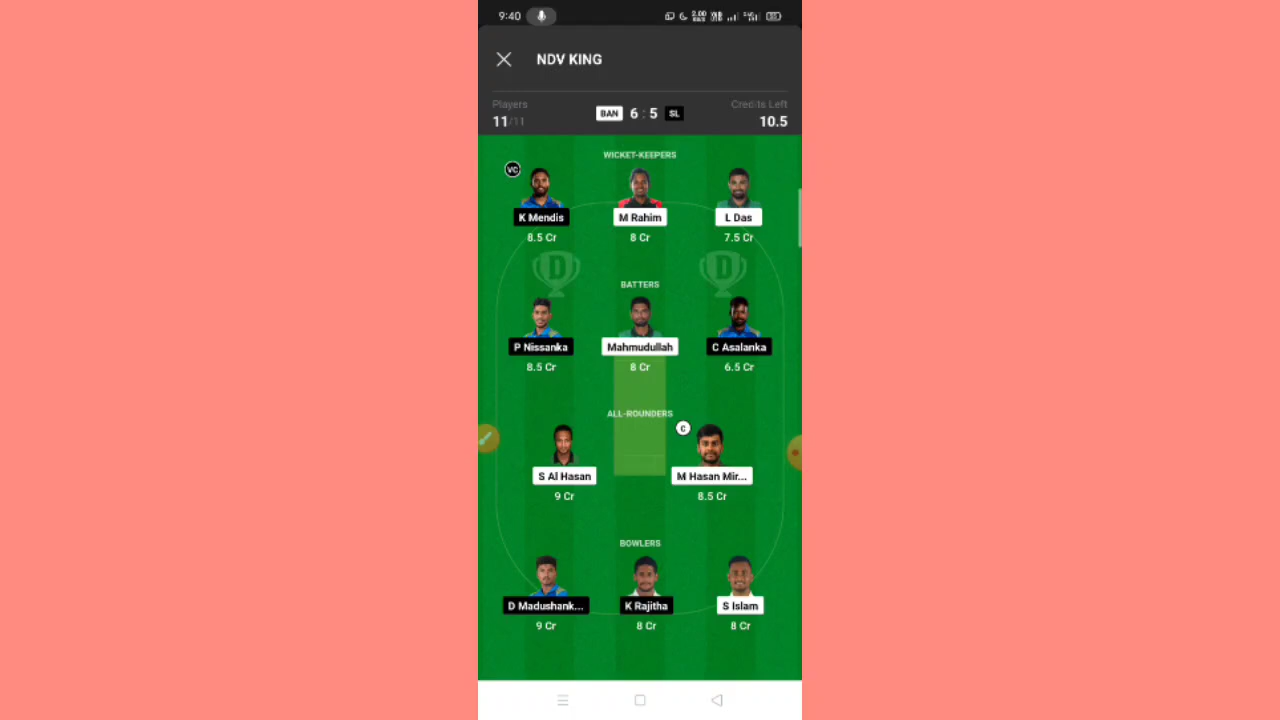 9:40
2.00
NDV KING
Players
Credits Left
11/11
BAN 6 : 5 SL
10.5
WICKET-KEEPERS
VC
K Mendis
M Rahim
L Das
8.5 Cr
8 Cr
7.5 Cr
D
D
BATTERS
P Nissanka
Mahmudullah
C Asalanka
8.5 Cr
8 Cr
6.5 Cr
ALL-ROUNDERS
C
S Al Hasan
M Hasan Mir...
9 Cr
8.5 Cr
BOWLERS
D Madushank...
K Rajitha
S Islam
9 Cr
8 Cr
8 Cr